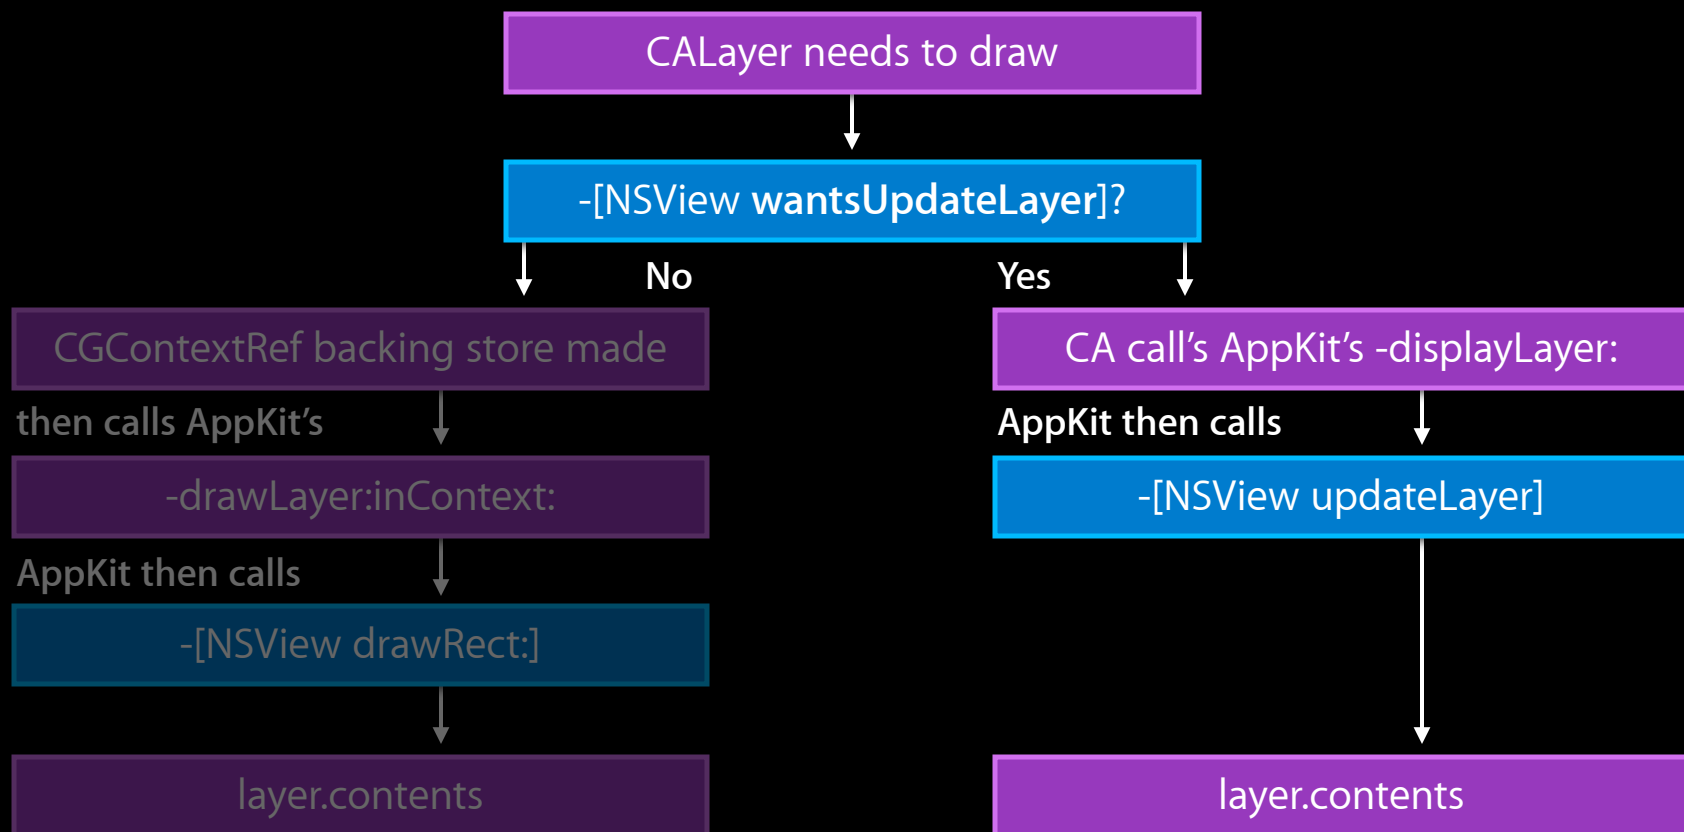 CALayer needs to draw
-[NSView wantsUpdateLayer]?
No
Yes
CGContextRef backing store made
then calls AppKit’s
-drawLayer:inContext:
AppKit then calls
-[NSView drawRect:]
layer.contents
CA call’s AppKit’s -displayLayer:
AppKit then calls
-[NSView updateLayer]
layer.contents